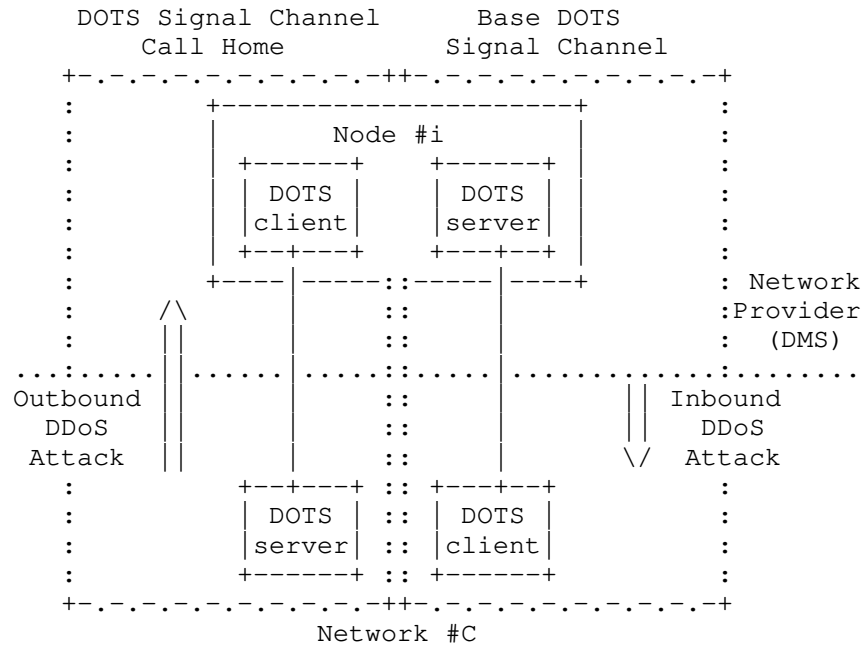 DOTS Signal Channel Base DOTS
Call Home Signal Channel
Node #i
DOTS DOTS
client server
Network
Provider
(DMS)
Outbound Inbound
DDoS DDoS
Attack Attack
DOTS DOTS
server client
Network #C